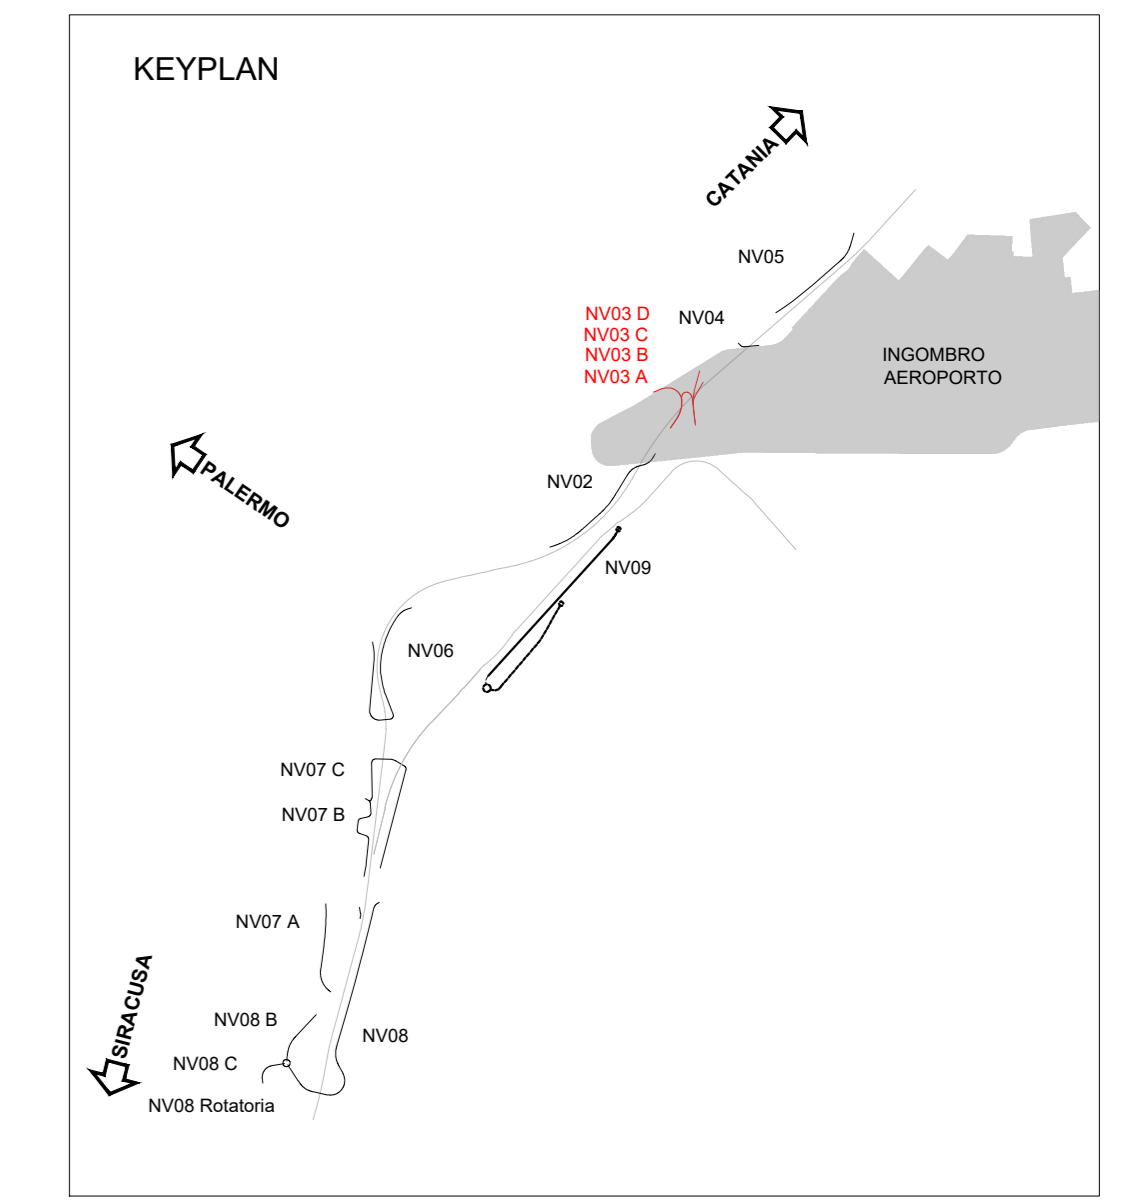 KEYPLAN
CATANIA
NV05
NV03 D
NV04
NV03 C
NV03 B
INGOMBRO
AEROPORTO
NV03 A
PALERMO
NV02
NV09
NV06
NV07 C
NV07 B
NV07 A
SIRACUSA
NV08 B
NV08
NV08 C
NV08 Rotatoria